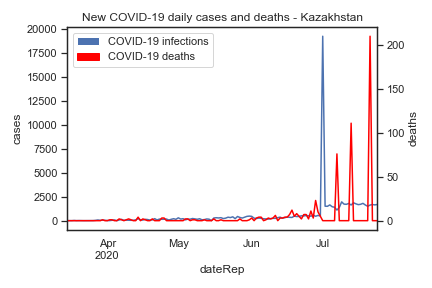 New COVID-19 daily cases and deaths - Kazakhstan
COVID-19 infections
COVID-19 deaths
20000
17500
15000
12500
10000
7500
5000
2500
0
cases
200
150
100
50
0
deaths
Apr
2020
May
Jun
Jul
dateRep